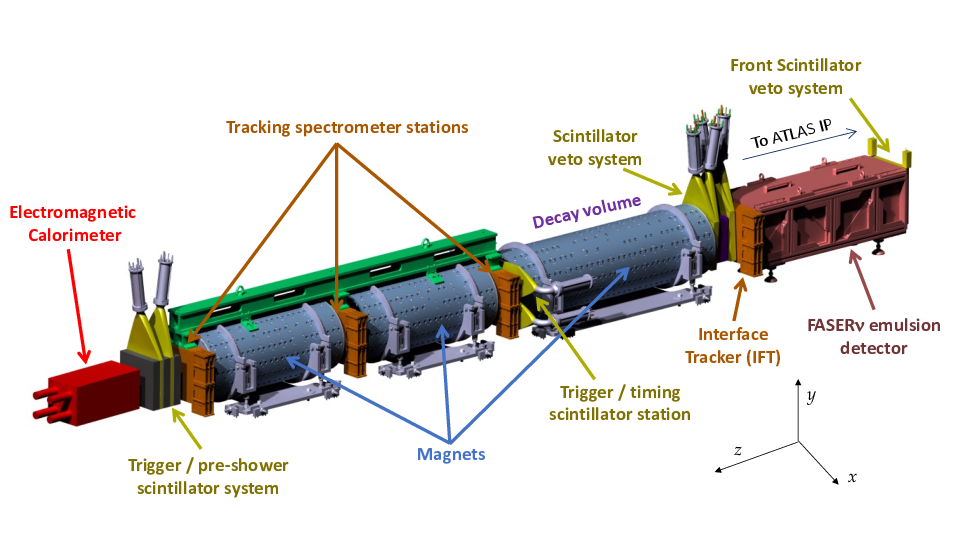 Front Scintillator
veto system
To ATLAS IP
Tracking spectrometer stations
Scintillator
veto system
Decay volume
Electromagnetic
Calorimeter
Interface
Tracker (IFT)
FASERν emulsion
detector
Trigger / timing
scintillator station
Magnets
Trigger / pre-shower
scintillator system
y
z
x